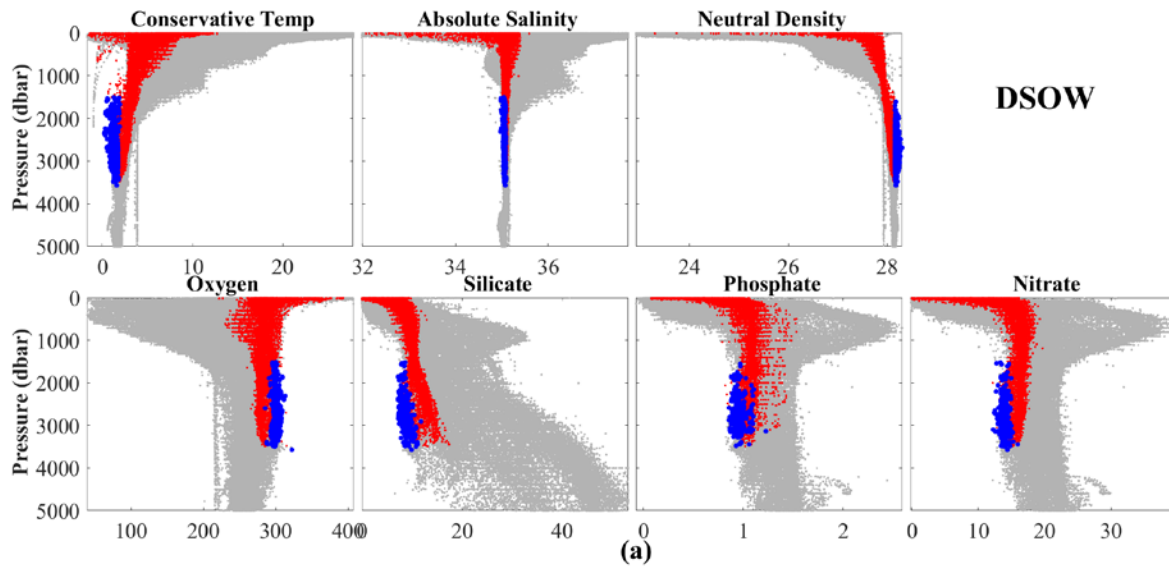 Conservative Temp Absolute Salinity Neutral Density
Pressure (dbar)
0
1000
2000
3000
4000
5000
0 10 20 32 34 36 24 26 28
DSOW
Oxygen Silicate Phosphate Nitrate
Pressure (dbar)
0
1000
2000
3000
4000
5000
100 200 300 400 0 20 40 0 1 2 0 10 20 30
(a)